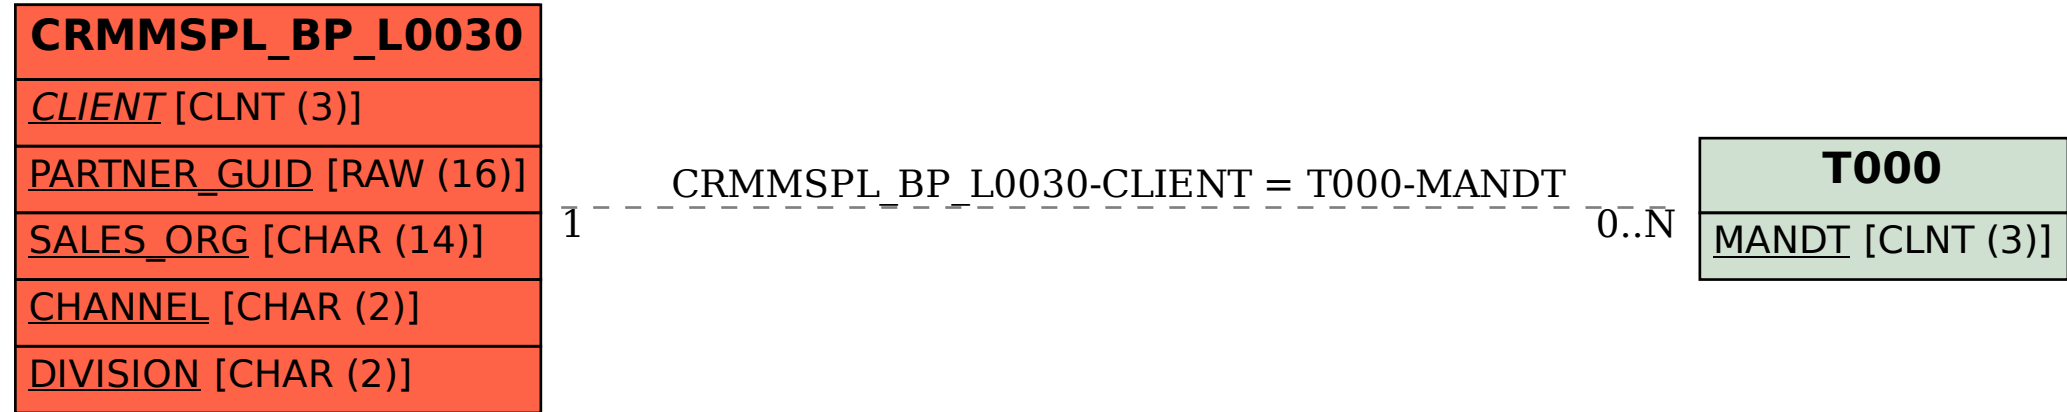 CRMMSPL_BP_L0030
CLIENT [CLNT (3)]
PARTNER_GUID [RAW (16)]
SALES_ORG [CHAR (14)]
CHANNEL [CHAR (2)]
DIVISION [CHAR (2)]
CRMMSPL_BP_L0030-CLIENT = T000-MANDT
1
0..N
T000
MANDT [CLNT (3)]